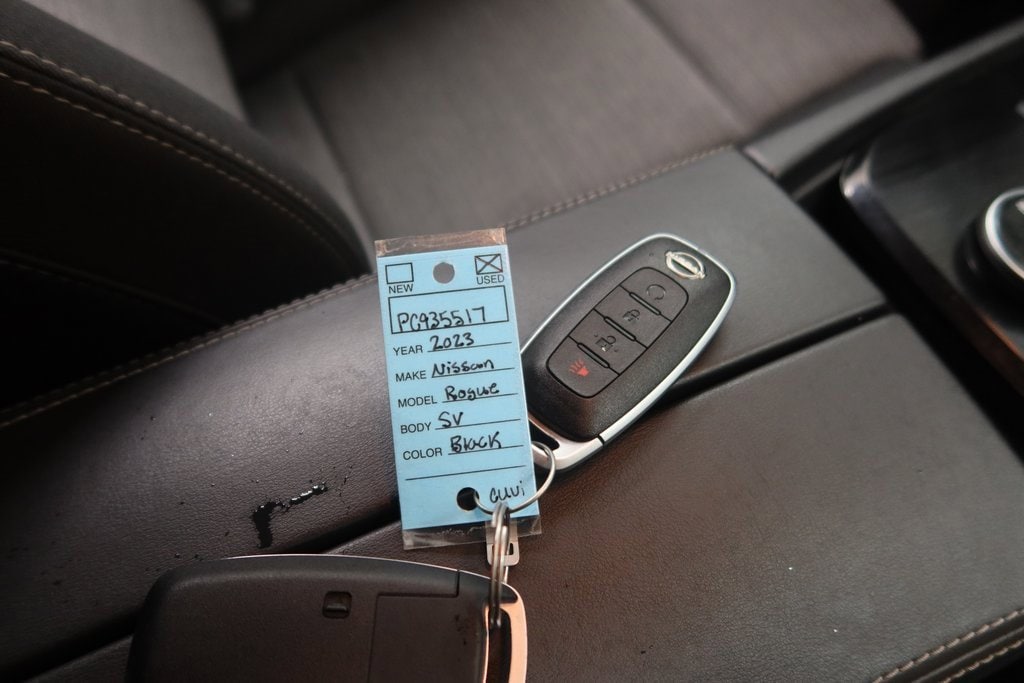 NEW USED
PC935517
YEAR 2023
MAKE Nissan
MODEL Rogue
BODY SV
COLOR Black